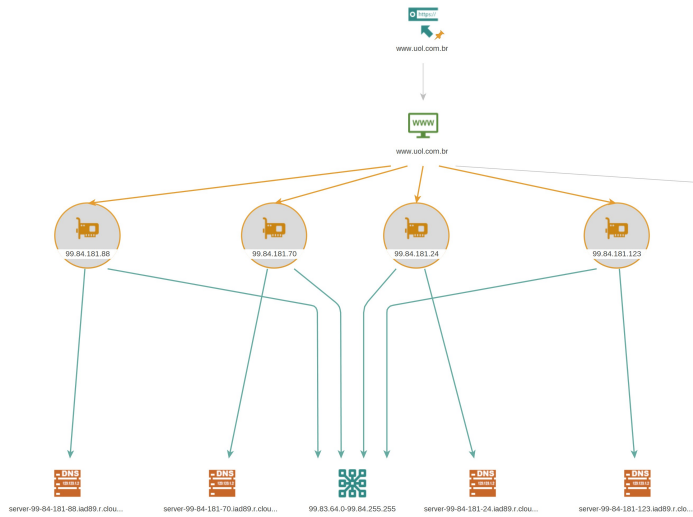 https://
www.uol.com.br
www
www.uol.com.br
99.84.181.88
99.84.181.70
99.84.181.24
99.84.181.123
DNS
DNS
DNS
DNS
server-99-84-181-88.iad89.r.clou...
server-99-84-181-70.iad89.r.clou...
99.83.64.0-99.84.255.255
server-99-84-181-24.iad89.r.clou...
server-99-84-181-123.iad89.r.clo...